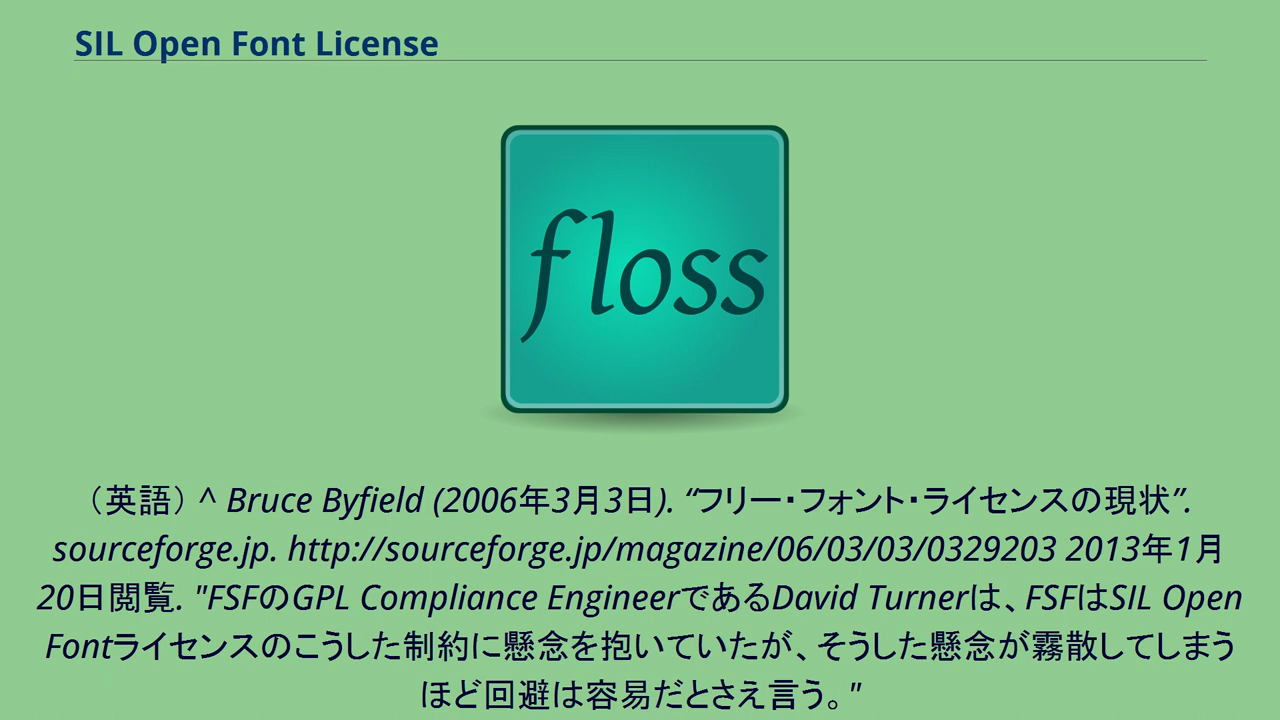 SIL Open Font License
floss
（英語） ^ Bruce Byfield (2006年3月3日). “フリー・フォント・ライセンスの現状”.
sourceforge.jp. http://sourceforge.jp/magazine/06/03/03/0329203 2013年1月
20日閲覧. "FSFのGPL Compliance EngineerであるDavid Turnerは、FSFはSIL Open
Fontライセンスのこうした制約に懸念を抱いていたが、そうした懸念が霧散してしまう
ほど回避は容易だとさえ言う。"